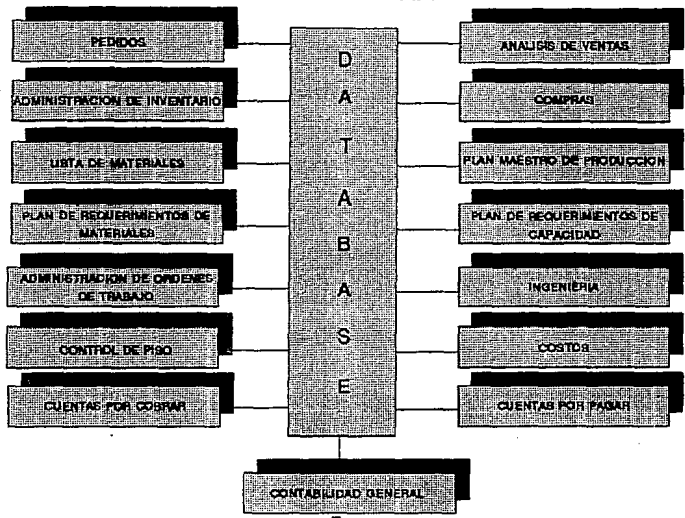 PEDIDOS
ADMINISTRACION DE INVENTARIO
LISTA DE MATERIALES
PLAN DE REQUERIMIENTOS DE
MATERIALES
ADMINISTRACION DE ORDENES
DE TRABAJO
CONTROL DE PISO
CUENTAS POR COBRAR
D
A
T
A
B
A
S
E
ANALISIS DE VENTAS
COMPRAS
PLAN MAESTRO DE PRODUCCION
PLAN DE REQUERIMIENTOS DE
CAPACIDAD
INGENIERIA
COSTOS
CUENTAS POR PAGAR
CONTABILIDAD GENERAL